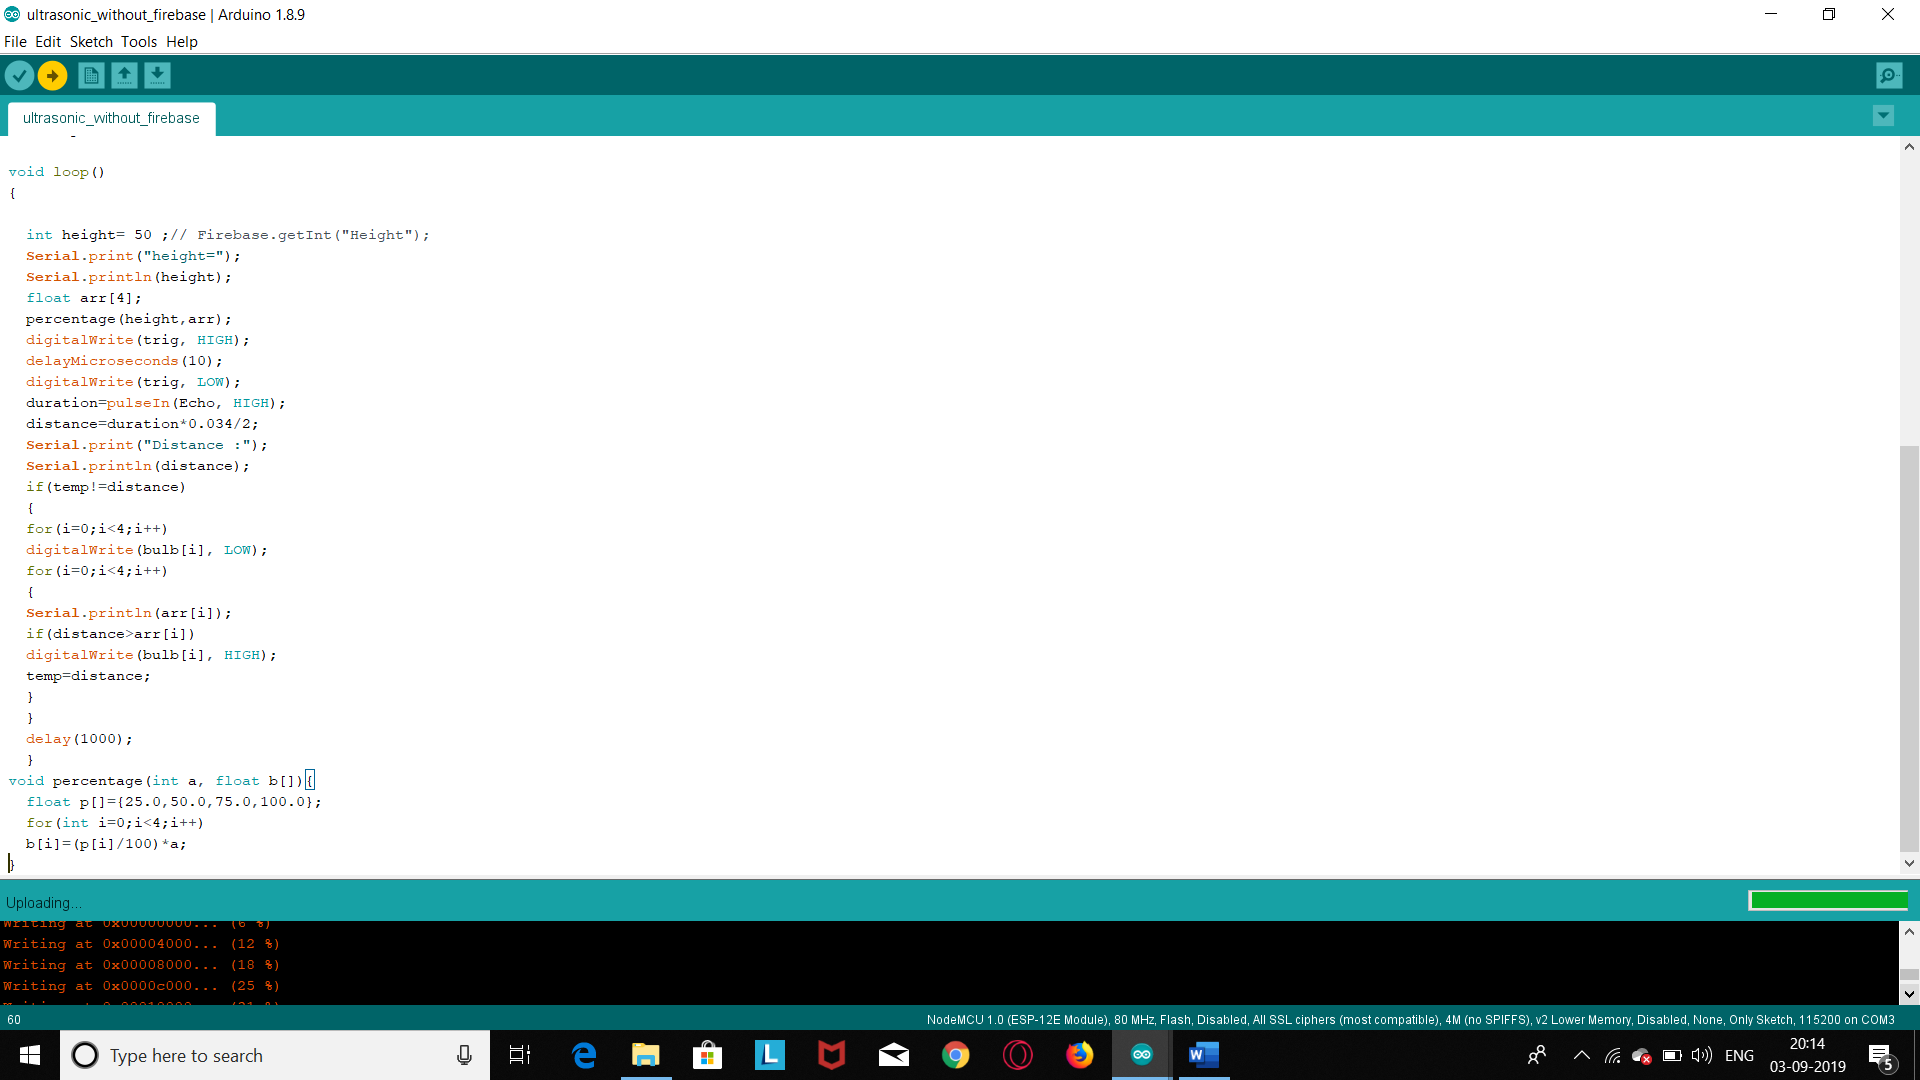 ultrasonic_without_firebase | Arduino 1.8.9
File Edit Sketch Tools Help
ultrasonic_without_firebase
void loop()
{
int height= 50 ;// Firebase.getInt("Height");
Serial.print("height=");
Serial.println(height);
float arr[4];
percentage(height,arr);
digitalWrite(trig, HIGH);
delayMicroseconds(10);
digitalWrite(trig, LOW);
duration=pulseIn(Echo, HIGH);
distance=duration*0.034/2;
Serial.print("Distance :");
Serial.println(distance);
if(temp!=distance)
{
for(i=0;i<4;i++)
digitalWrite(bulb[i], LOW);
for(i=0;i<4;i++)
{
Serial.println(arr[i]);
if(distance>arr[i])
digitalWrite(bulb[i], HIGH);
temp=distance;
}
}
delay(1000);
}
void percentage(int a, float b[]){
float p[]={25.0,50.0,75.0,100.0};
for(int i=0;i<4;i++)
b[i]=(p[i]/100)*a;
}
Uploading...
Writing at 0x00000000... (6 %)
Writing at 0x00004000... (12 %)
Writing at 0x00008000... (18 %)
Writing at 0x0000c000... (25 %)
60
NodeMCU 1.0 (ESP-12E Module), 80 MHz, Flash, Disabled, All SSL ciphers (most compatible), 4M (no SPIFFS), v2 Lower Memory, Disabled, None, Only Sketch, 115200 on COM3
Type here to search
L
W
ENG
20:14
03-09-2019
5